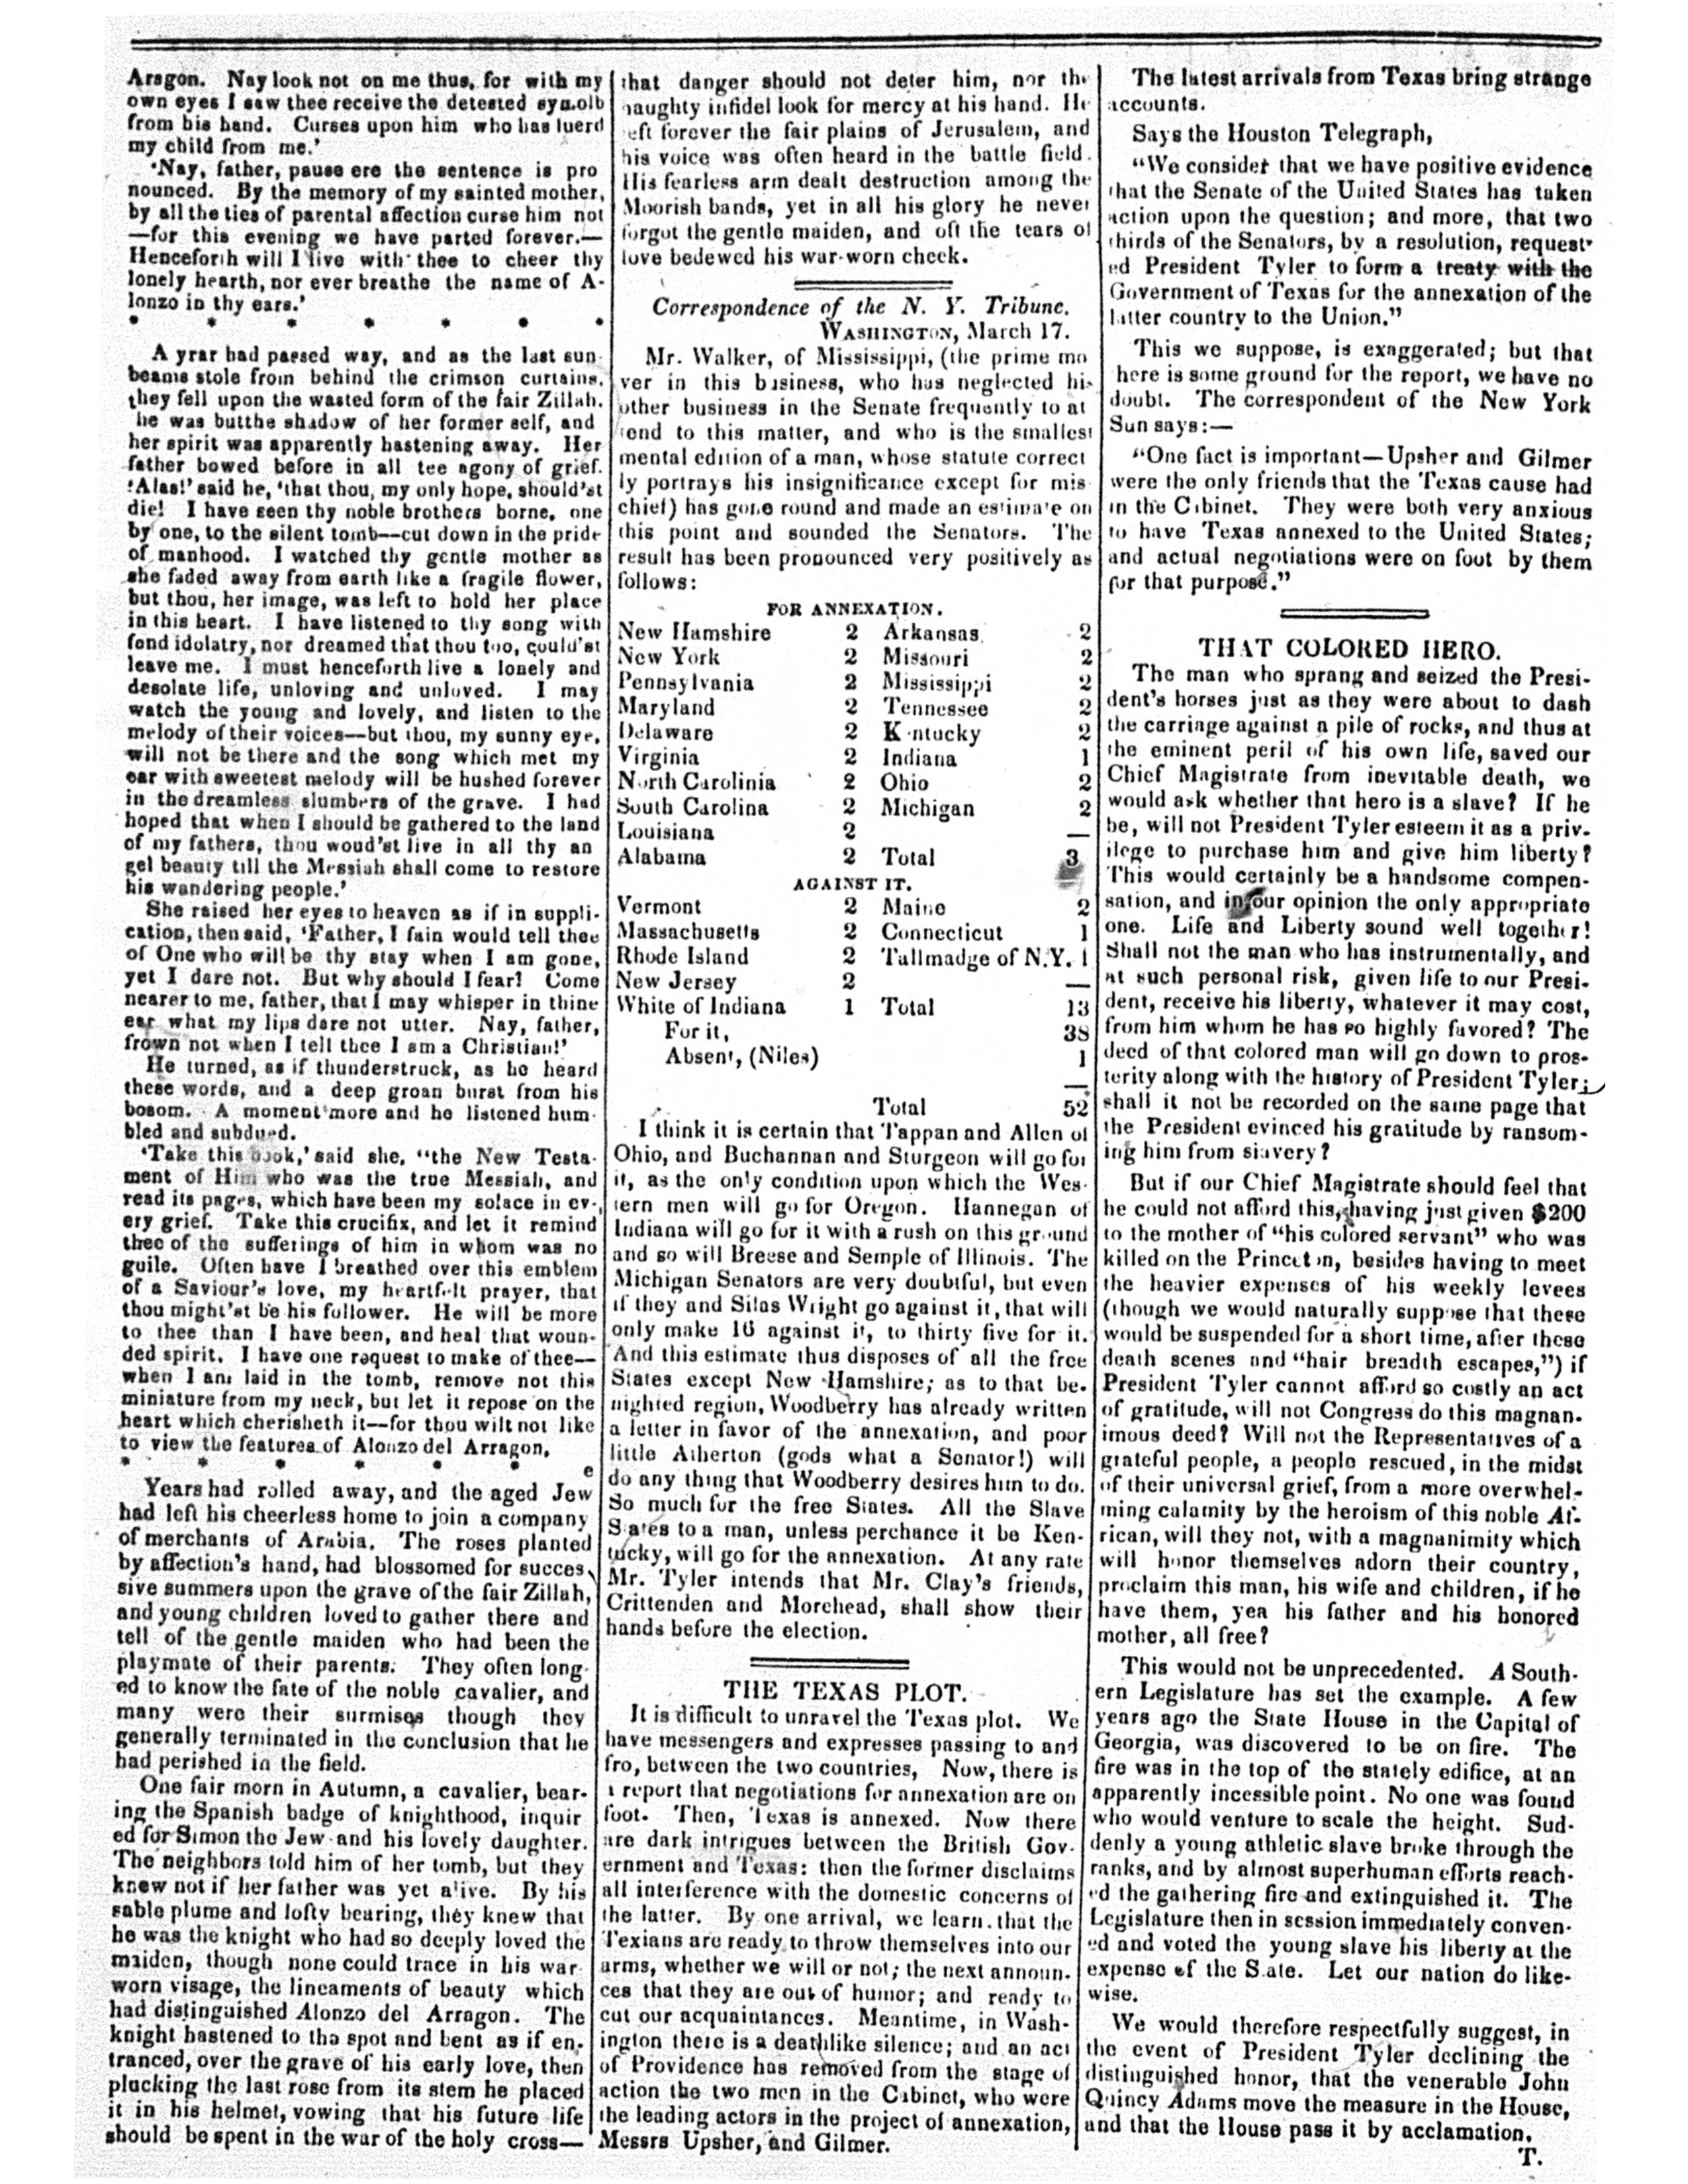 Aragon. Nay look not on me thus, for with my
own eyes I saw thee receive the detested symolb
from his hand. Curses upon him who has luerd
my child from me.'
'Nay, father, pause ere the sentence is pro
nounced. By the memory of my sainted mother,
by all the ties of parental affection curse him not
—for this evening we have parted forever.—
Henceforth will I live with thee to cheer thy
lonely hearth, nor ever breathe the name of A-
lonzo in thy ears.'
* * * * * * *
A yrar had passed way, and as the last sun
beams stole from behind the crimson curtains,
they fell upon the wasted form of the fair Zillah.
he was butthe shadow of her former self, and
her spirit was apparently hastening away. Her
father bowed before in all tee agony of grief.
'Alas!' said he, 'that thou, my only hope, should'st
die! I have seen thy noble brothers borne, one
by one, to the silent tomb—cut down in the pride
of manhood. I watched thy gentle mother as
she faded away from earth like a fragile flower,
but thou, her image, was left to hold her place
in this heart. I have listened to thy song with
fond idolatry, nor dreamed that thou too, could'st
leave me. I must henceforth live a lonely and
desolate life, unloving and unloved. I may
watch the young and lovely, and listen to the
melody of their voices—but thou, my sunny eye,
will not be there and the song which met my
ear with sweetest melody will be hushed forever
in the dreamless slumbers of the grave. I had
hoped that when I should be gathered to the land
of my fathers, thou woud'st live in all thy an
gel beauty till the Messiah shall come to restore
his wandering people.'
She raised her eyes to heaven as if in suppli-
cation, then said, 'Father, I fain would tell thee
of One who will be thy stay when I am gone,
yet I dare not. But why should I fear! Come
nearer to me, father, that I may whisper in thine
ear what my lips dare not utter. Nay, father,
frown not when I tell thee I am a Christian!'
He turned, as if thunderstruck, as he heard
these words, and a deep groan burst from his
bosom. A moment more and he listened hum-
bled and subdued.
'Take this book,' said she, "the New Testa-
ment of Him who was the true Messiah, and
read its pages, which have been my solace in ev-
ery grief. Take this crucifix, and let it remind
thee of the sufferings of him in whom was no
guile. Often have I breathed over this emblem
of a Saviour's love, my heartfelt prayer, that
thou might'st be his follower. He will be more
to thee than I have been, and heal that woun-
ded spirit. I have one request to make of thee—
when I am laid in the tomb, remove not this
miniature from my neck, but let it repose on the
heart which cherisheth it—for thou wilt not like
to view the features of Alonzo del Arragon,
* * * * * * e
Years had rolled away, and the aged Jew
had left his cheerless home to join a company
of merchants of Arabia. The roses planted
by affection's hand, had blossomed for succes
sive summers upon the grave of the fair Zillah,
and young children loved to gather there and
tell of the gentle maiden who had been the
playmate of their parents. They often long-
ed to know the fate of the noble cavalier, and
many were their surmises though they
generally terminated in the conclusion that he
had perished in the field.
One fair morn in Autumn, a cavalier, bear-
ing the Spanish badge of knighthood, inquir
ed for Simon the Jew and his lovely daughter.
The neighbors told him of her tomb, but they
knew not if her father was yet alive. By his
sable plume and lofty bearing, they knew that
he was the knight who had so deeply loved the
maiden, though none could trace in his war
worn visage, the lineaments of beauty which
had distinguished Alonzo del Arragon. The
knight hastened to tha spot and bent as if en-
tranced, over the grave of his early love, then
plucking the last rose from its stem he placed
it in his helmet, vowing that his future life
should be spent in the war of the holy cross—
that danger should not deter him, nor the
haughty infidel look for mercy at his hand. He
left forever the fair plains of Jerusalem, and
his voice was often heard in the battle field.
His fearless arm dealt destruction among the
Moorish bands, yet in all his glory he never
forgot the gentle maiden, and oft the tears of
love bedewed his war-worn cheek.
Correspondence of the N. Y. Tribune.
WASHINGTON, March 17.
Mr. Walker, of Mississippi, (the prime mo
ver in this business, who has neglected his
other business in the Senate frequently to at
tend to this matter, and who is the smallest
mental edition of a man, whose statute correct
ly portrays his insignificance except for mis
chief) has gone round and made an estimate on
this point and sounded the Senators. The
result has been pronounced very positively as
follows:
FOR ANNEXATION.
New Hamshire 2 Arkansas 2
New York 2 Missouri 2
Pennsylvania 2 Mississippi 2
Maryland 2 Tennessee 2
Delaware 2 Kentucky 2
Virginia 2 Indiana 1
North Carolinia 2 Ohio 2
South Carolina 2 Michigan 2
Louisiana 2 —
Alabama 2 Total 3
AGAINST IT.
Vermont 2 Maine 2
Massachusetts 2 Connecticut 1
Rhode Island 2 Tallmadge of N.Y. 1
New Jersey 2 —
White of Indiana 1 Total 13
For it, 38
Absent, (Niles) 1
—
Total 52
I think it is certain that Tappan and Allen of
Ohio, and Buchannan and Sturgeon will go for
it, as the only condition upon which the Wes-
tern men will go for Oregon. Hannegan of
Indiana will go for it with a rush on this ground
and so will Breese and Semple of Illinois. The
Michigan Senators are very doubtful, but even
if they and Silas Wright go against it, that will
only make 16 against it, to thirty five for it.
And this estimate thus disposes of all the free
States except New Hamshire; as to that be-
nighted region, Woodberry has already written
a letter in favor of the annexation, and poor
little Atherton (gods what a Senator!) will
do any thing that Woodberry desires him to do.
So much for the free States. All the Slave
States to a man, unless perchance it be Ken-
tucky, will go for the annexation. At any rate
Mr. Tyler intends that Mr. Clay's friends,
Crittenden and Morehead, shall show their
hands before the election.
THE TEXAS PLOT.
It is difficult to unravel the Texas plot. We
have messengers and expresses passing to and
fro, between the two countries, Now, there is
a report that negotiations for annexation are on
foot. Then, Texas is annexed. Now there
are dark intrigues between the British Gov-
ernment and Texas: then the former disclaims
all interference with the domestic concerns of
the latter. By one arrival, we learn that the
Texians are ready to throw themselves into our
arms, whether we will or not; the next announ-
ces that they are out of humor; and ready to
cut our acquaintances. Meantime, in Wash-
ington there is a deathlike silence; and an act
of Providence has removed from the stage of
action the two men in the Cabinet, who were
the leading actors in the project of annexation,
Messrs Upsher, and Gilmer.
The latest arrivals from Texas bring strange
accounts.
Says the Houston Telegraph,
"We consider that we have positive evidence
that the Senate of the United States has taken
action upon the question; and more, that two
thirds of the Senators, by a resolution, request-
ed President Tyler to form a treaty with the
Government of Texas for the annexation of the
latter country to the Union."
This we suppose, is exaggerated; but that
here is some ground for the report, we have no
doubt. The correspondent of the New York
Sun says:—
"One fact is important—Upsher and Gilmer
were the only friends that the Texas cause had
in the Cabinet. They were both very anxious
to have Texas annexed to the United States;
and actual negotiations were on foot by them
for that purpose."
THAT COLORED HERO.
The man who sprang and seized the Presi-
dent's horses just as they were about to dash
the carriage against a pile of rocks, and thus at
the eminent peril of his own life, saved our
Chief Magistrate from inevitable death, we
would ask whether that hero is a slave? If he
be, will not President Tyler esteem it as a priv-
ilege to purchase him and give him liberty?
This would certainly be a handsome compen-
sation, and in our opinion the only appropriate
one. Life and Liberty sound well together!
Shall not the man who has instrumentally, and
at such personal risk, given life to our Presi-
dent, receive his liberty, whatever it may cost,
from him whom he has so highly favored? The
deed of that colored man will go down to pros-
terity along with the history of President Tyler;
shall it not be recorded on the same page that
the President evinced his gratitude by ransom-
ing him from slavery?
But if our Chief Magistrate should feel that
he could not afford this, having just given $200
to the mother of "his colored servant" who was
killed on the Princeton, besides having to meet
the heavier expenses of his weekly levees
(though we would naturally suppose that these
would be suspended for a short time, after these
death scenes and "hair breadth escapes,") if
President Tyler cannot afford so costly an act
of gratitude, will not Congress do this magnan-
imous deed? Will not the Representatives of a
grateful people, a people rescued, in the midst
of their universal grief, from a more overwhel-
ming calamity by the heroism of this noble Af-
rican, will they not, with a magnanimity which
will honor themselves adorn their country,
proclaim this man, his wife and children, if he
have them, yea his father and his honored
mother, all free?
This would not be unprecedented. A South-
ern Legislature has set the example. A few
years ago the State House in the Capital of
Georgia, was discovered to be on fire. The
fire was in the top of the stately edifice, at an
apparently incessible point. No one was found
who would venture to scale the height. Sud-
denly a young athletic slave broke through the
ranks, and by almost superhuman efforts reach-
ed the gathering fire and extinguished it. The
Legislature then in session immediately conven-
ed and voted the young slave his liberty at the
expense of the State. Let our nation do like-
wise.
We would therefore respectfully suggest, in
the event of President Tyler declining the
distinguished honor, that the venerable John
Quincy Adams move the measure in the House,
and that the House pass it by acclamation,
T.